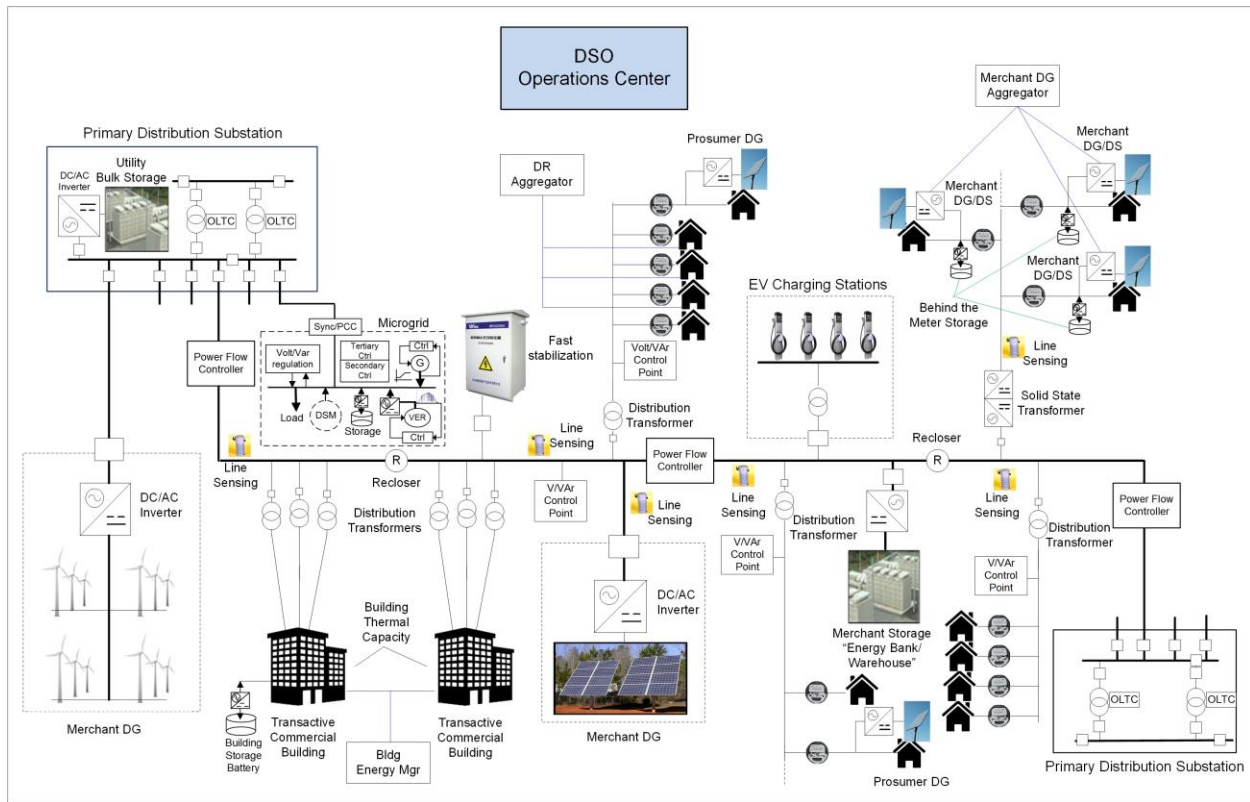 DSO
Operations Center
Primary Distribution Substation
DC/AC
Inverter
Utility
Bulk Storage
OLTC
OLTC
DR
Aggregator
Prosumer DG
Merchant DG
Aggregator
Merchant
DG/DS
Merchant
DG/DS
Merchant
DG/DS
Behind the
Meter Storage
EV Charging Stations
Sync/PCC
Microgrid
Volt/Var
regulation
Tertiary
Ctrl
Secondary
Ctrl
Ctrl
G
Load
DSM
Storage
VER
Ctrl
Power Flow
Controller
Fast
stabilization
Volt/VAr
Control
Point
Distribution
Transformer
Line
Sensing
Solid State
Transformer
Line
Sensing
R
Recloser
Line
Sensing
Power Flow
Controller
Recloser
R
DC/AC
Inverter
Merchant DG
Distribution
Transformers
V/VAr
Control
Point
Line
Sensing
Line
Sensing
V/VAr
Control
Point
Distribution
Transformer
Line
Sensing
Distribution
Transformer
V/VAr
Control
Point
Power Flow
Controller
Building
Thermal
Capacity
DC/AC
Inverter
Merchant DG
Merchant Storage
“Energy Bank/
Warehouse”
Building
Storage
Battery
Transactive
Commercial
Building
Transactive
Commercial
Building
Bldg
Energy Mgr
Prosumer DG
OLTC
OLTC
Primary Distribution Substation